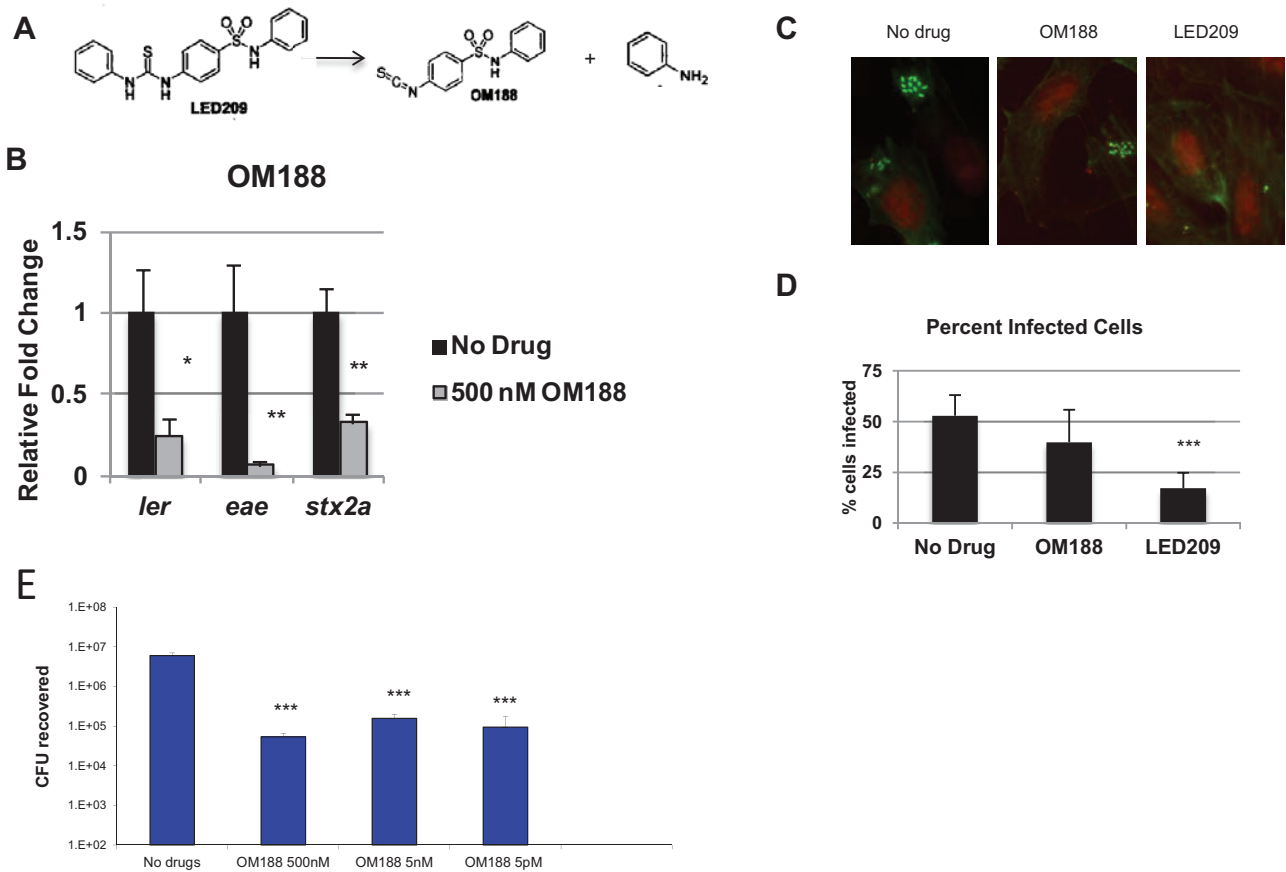 A
S
N
H
N
H
O
O
S
N
H
LED209
S
C
N
O
O
S
N
H
OM188
+
NH2
C
No drug
OM188
LED209
B
OM188
Relative Fold Change
1.5
1
0.5
0
*
**
**
ler
eae
stx2a
No Drug
500 nM OM188
D
Percent Infected Cells
% cells infected
75
50
25
0
***
No Drug
OM188
LED209
E
CFU recovered
1.E+08
1.E+07
1.E+06
1.E+05
1.E+04
1.E+03
1.E+02
***
***
***
No drugs
OM188 500nM
OM188 5nM
OM188 5pM